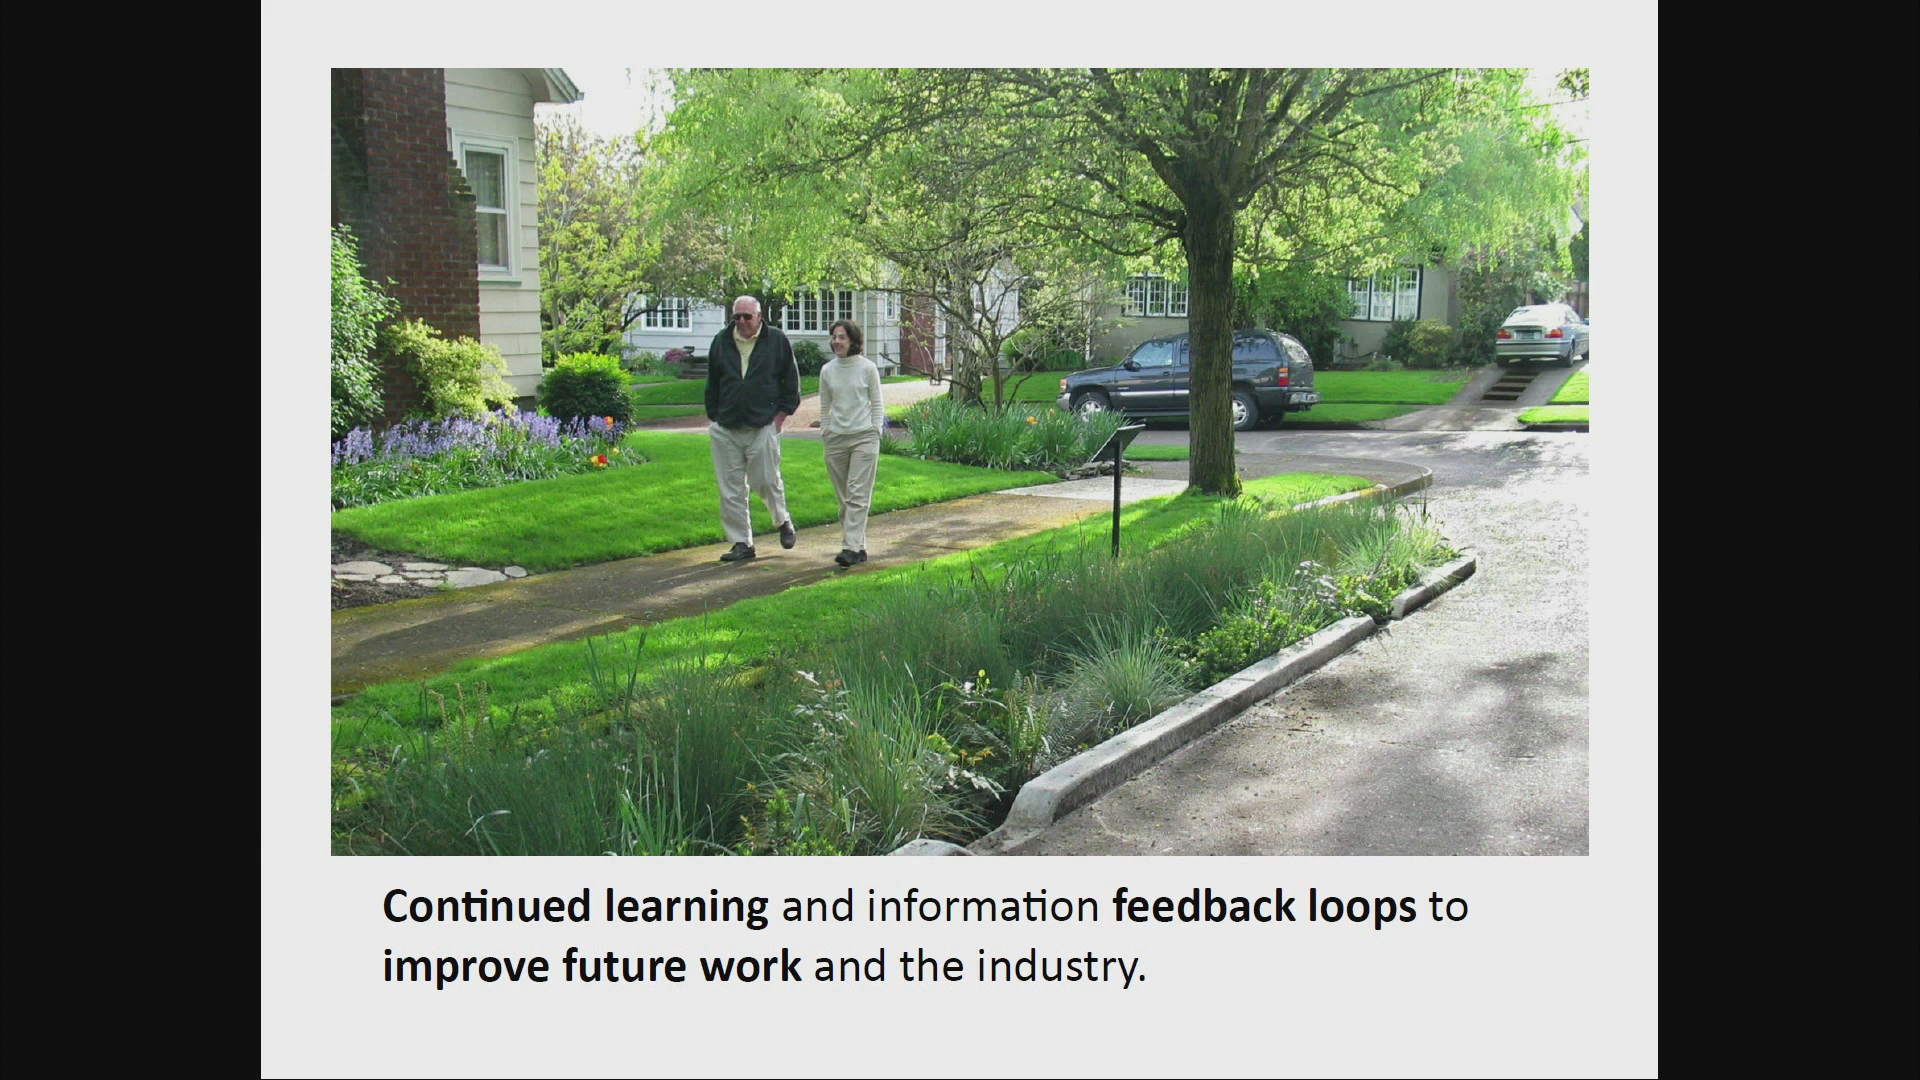 Continued learning and information feedback loops to
improve future work and the industry.